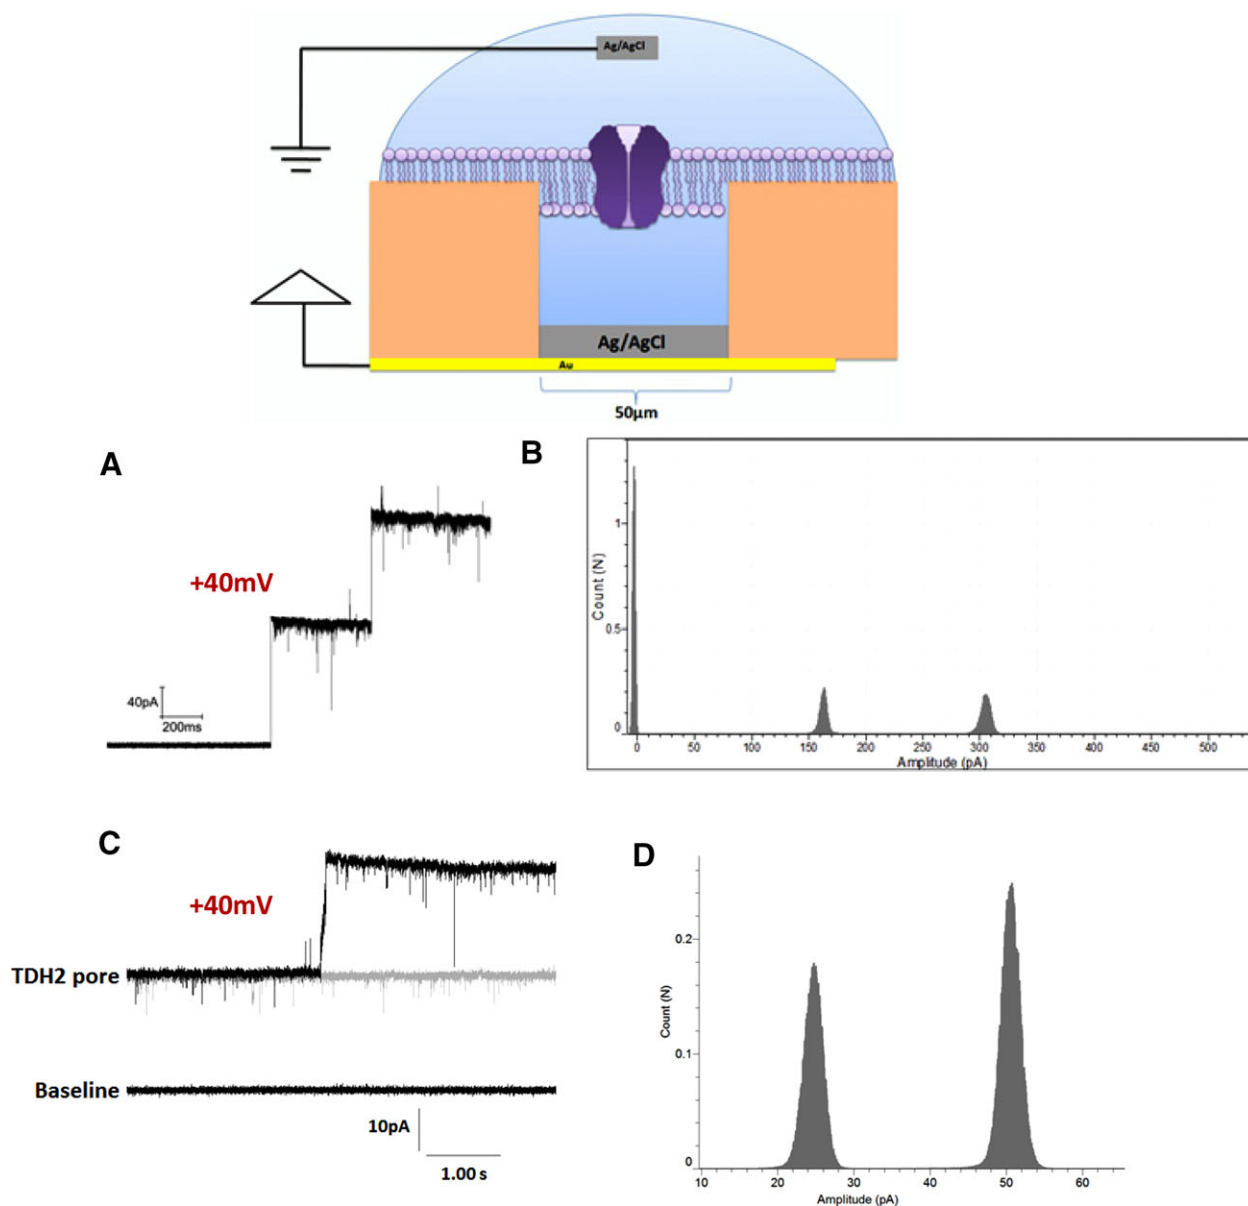 Ag/AgCl
Ag/AgCl
Au
50µm
A
+40mV
40pA
200ms
B
Count (N)
1
0.5
0
0 50 100 150 200 250 300 350 400 450 500
Amplitude (pA)
C
+40mV
TDH2 pore
Baseline
10pA
1.00 s
D
Count (N)
0.2
0.1
0
10 20 30 40 50 60
Amplitude (pA)